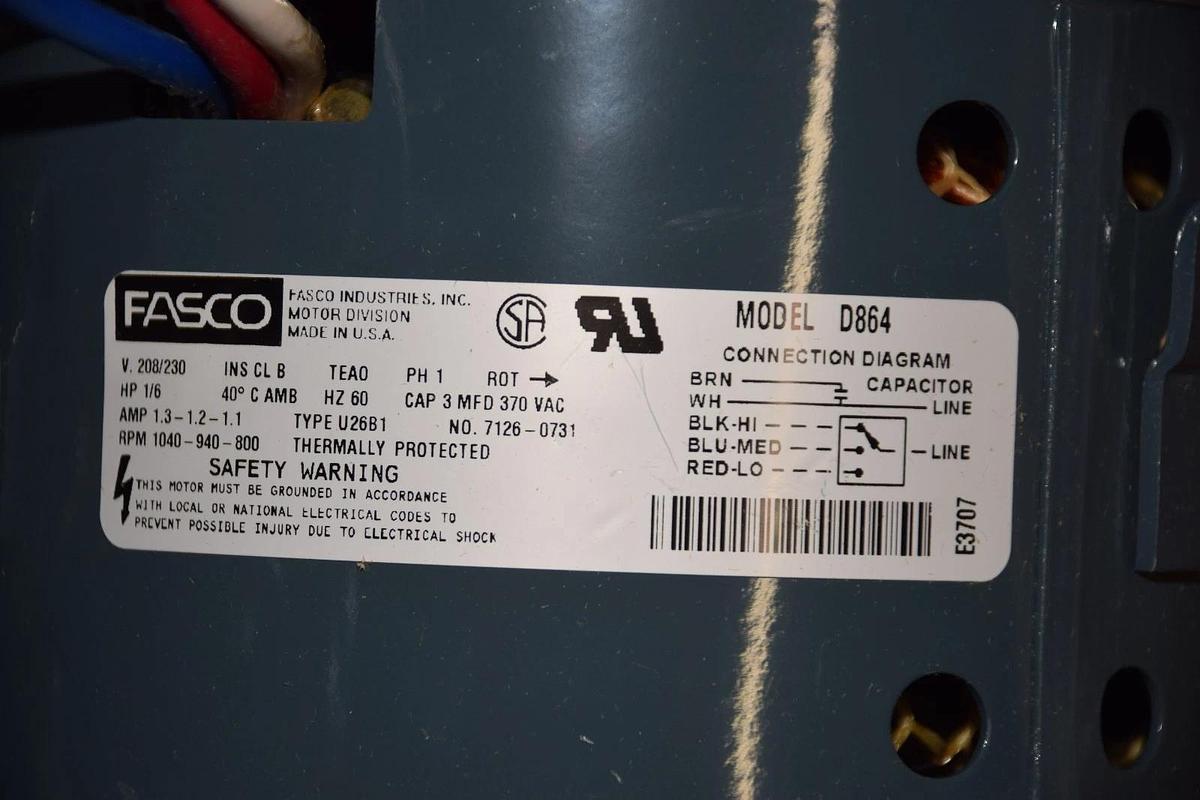 FASCO
FASCO INDUSTRIES, INC.
MOTOR DIVISION
MADE IN U.S.A.
SA
RU
MODEL D864
V. 208/230 INS CL B TEAO PH 1 ROT →
HP 1/6 40° C AMB HZ 60 CAP 3 MFD 370 VAC
AMP 1.3-1.2-1.1 TYPE U26B1 NO. 7126-0731
RPM 1040-940-800 THERMALLY PROTECTED
SAFETY WARNING
THIS MOTOR MUST BE GROUNDED IN ACCORDANCE
WITH LOCAL OR NATIONAL ELECTRICAL CODES TO
PREVENT POSSIBLE INJURY DUE TO ELECTRICAL SHOCK
CONNECTION DIAGRAM
BRN CAPACITOR
WH LINE
BLK-HI
BLU-MED LINE
RED-LO
E3707